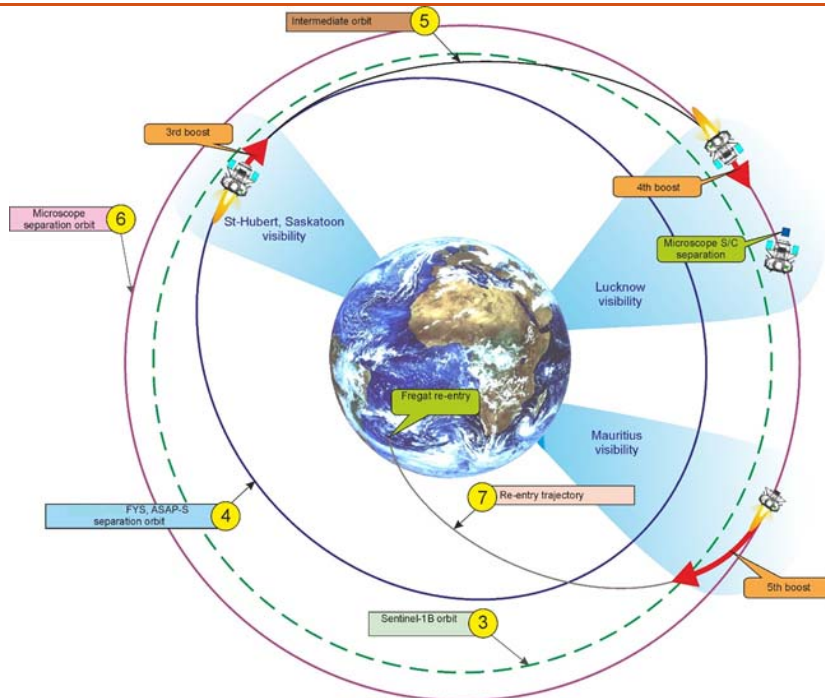 Intermediate orbit
5
3rd boost
4th boost
Microscope
separation orbit
6
St-Hubert, Saskatoon
visibility
Microscope S/C
separation
Lucknow
visibility
Fregat re-entry
Mauritius
visibility
7
Re-entry trajectory
FYS, ASAP-S
separation orbit
4
5th boost
Sentinel-1B orbit
3